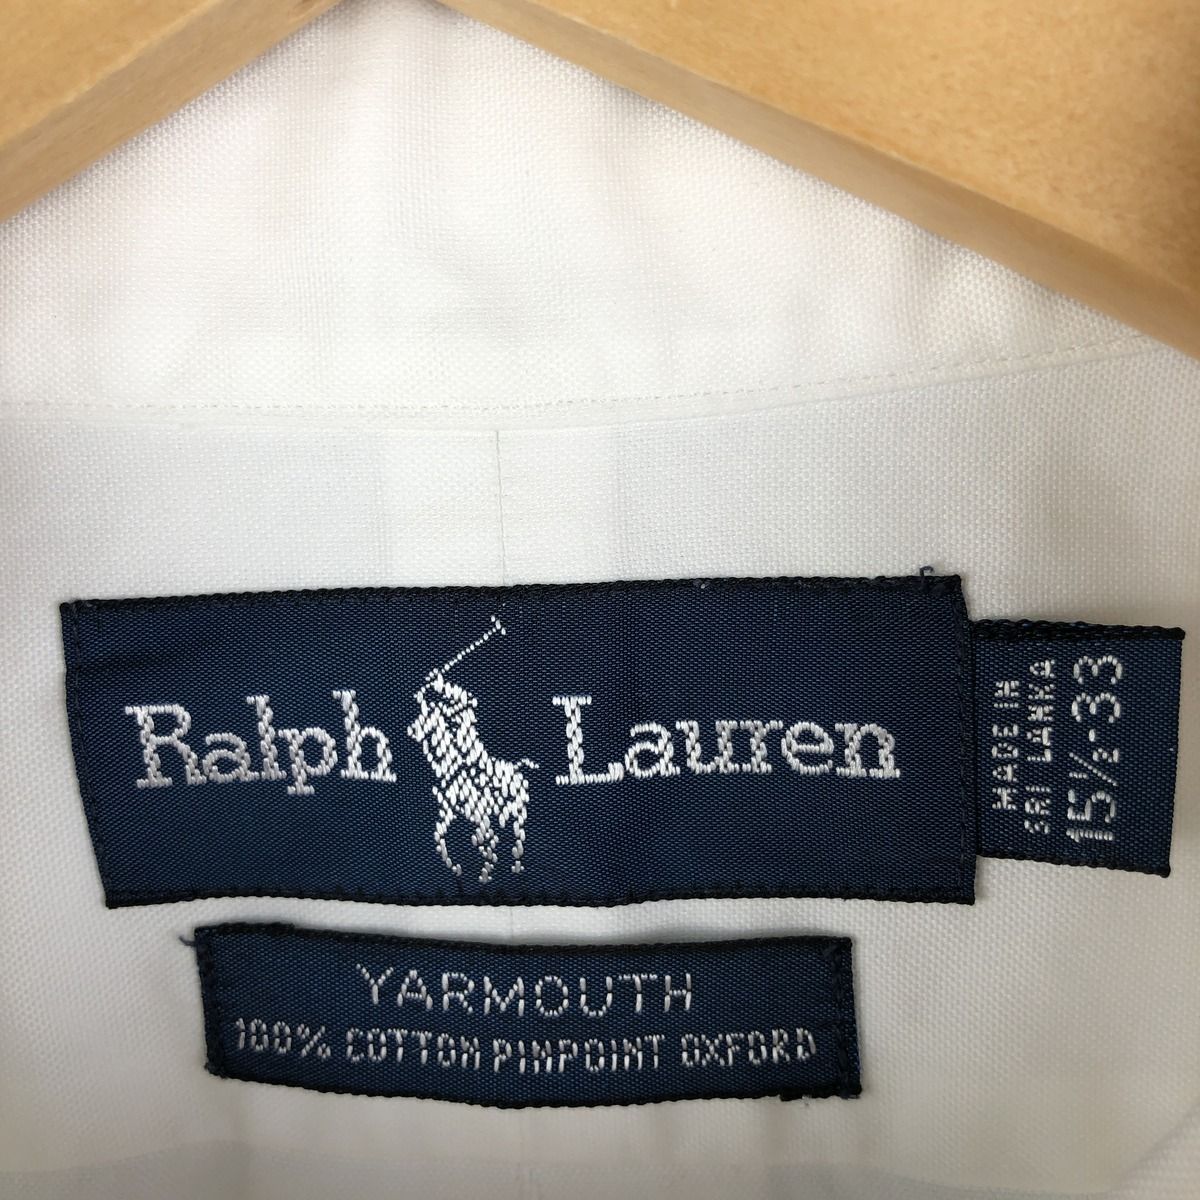 Ralph Lauren
MADE IN
SRI LANKA
15½-33
YARMOUTH
100% COTTON PINPOINT OXFORD